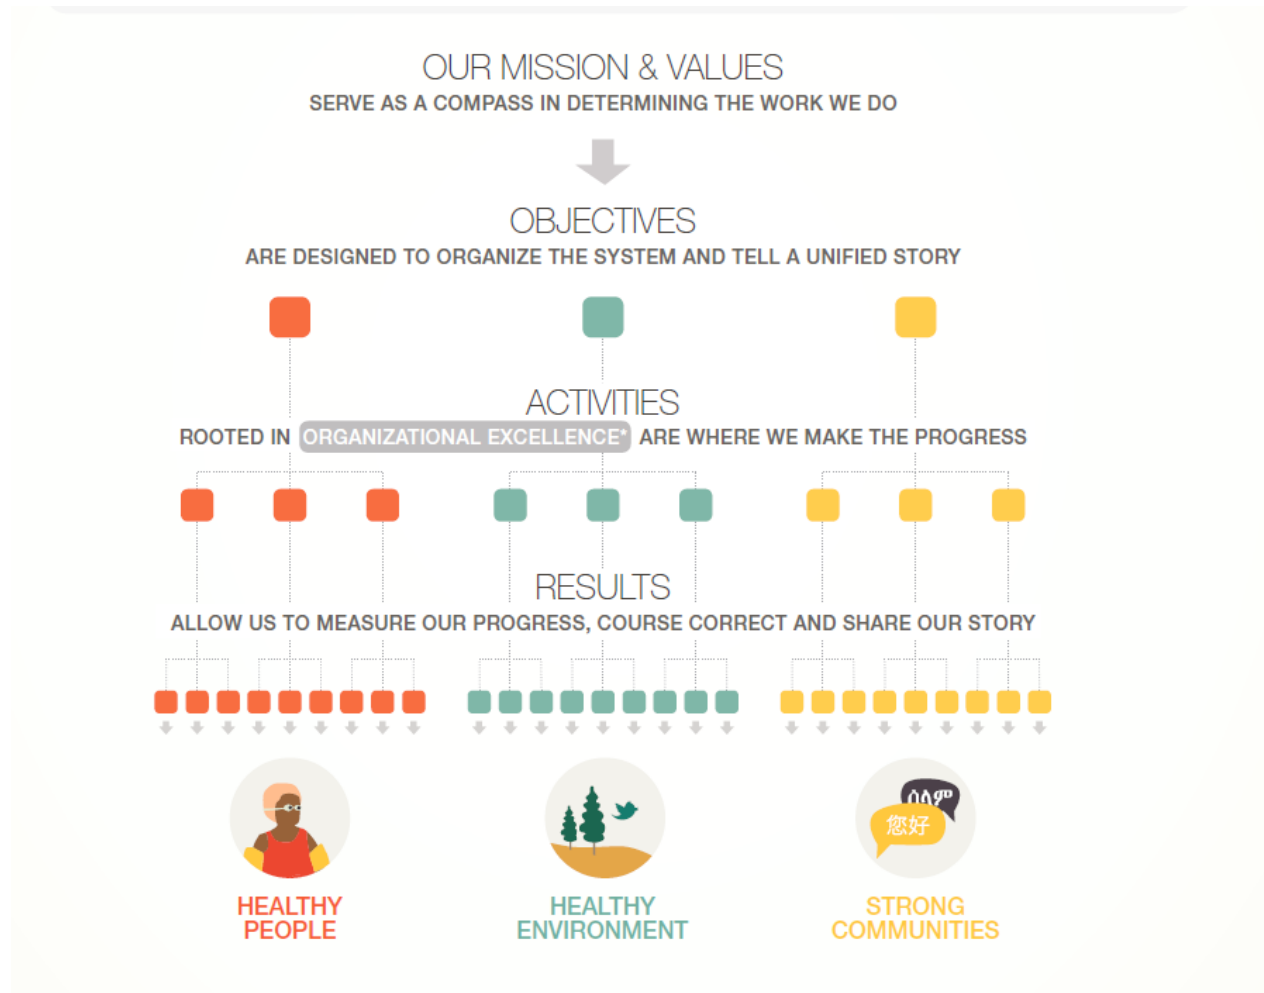 OUR MISSION & VALUES
SERVE AS A COMPASS IN DETERMINING THE WORK WE DO
OBJECTIVES
ARE DESIGNED TO ORGANIZE THE SYSTEM AND TELL A UNIFIED STORY
ACTIVITIES
ROOTED IN ORGANIZATIONAL EXCELLENCE* ARE WHERE WE MAKE THE PROGRESS
RESULTS
ALLOW US TO MEASURE OUR PROGRESS, COURSE CORRECT AND SHARE OUR STORY
ሰላም
您好
HEALTHY
PEOPLE
HEALTHY
ENVIRONMENT
STRONG
COMMUNITIES